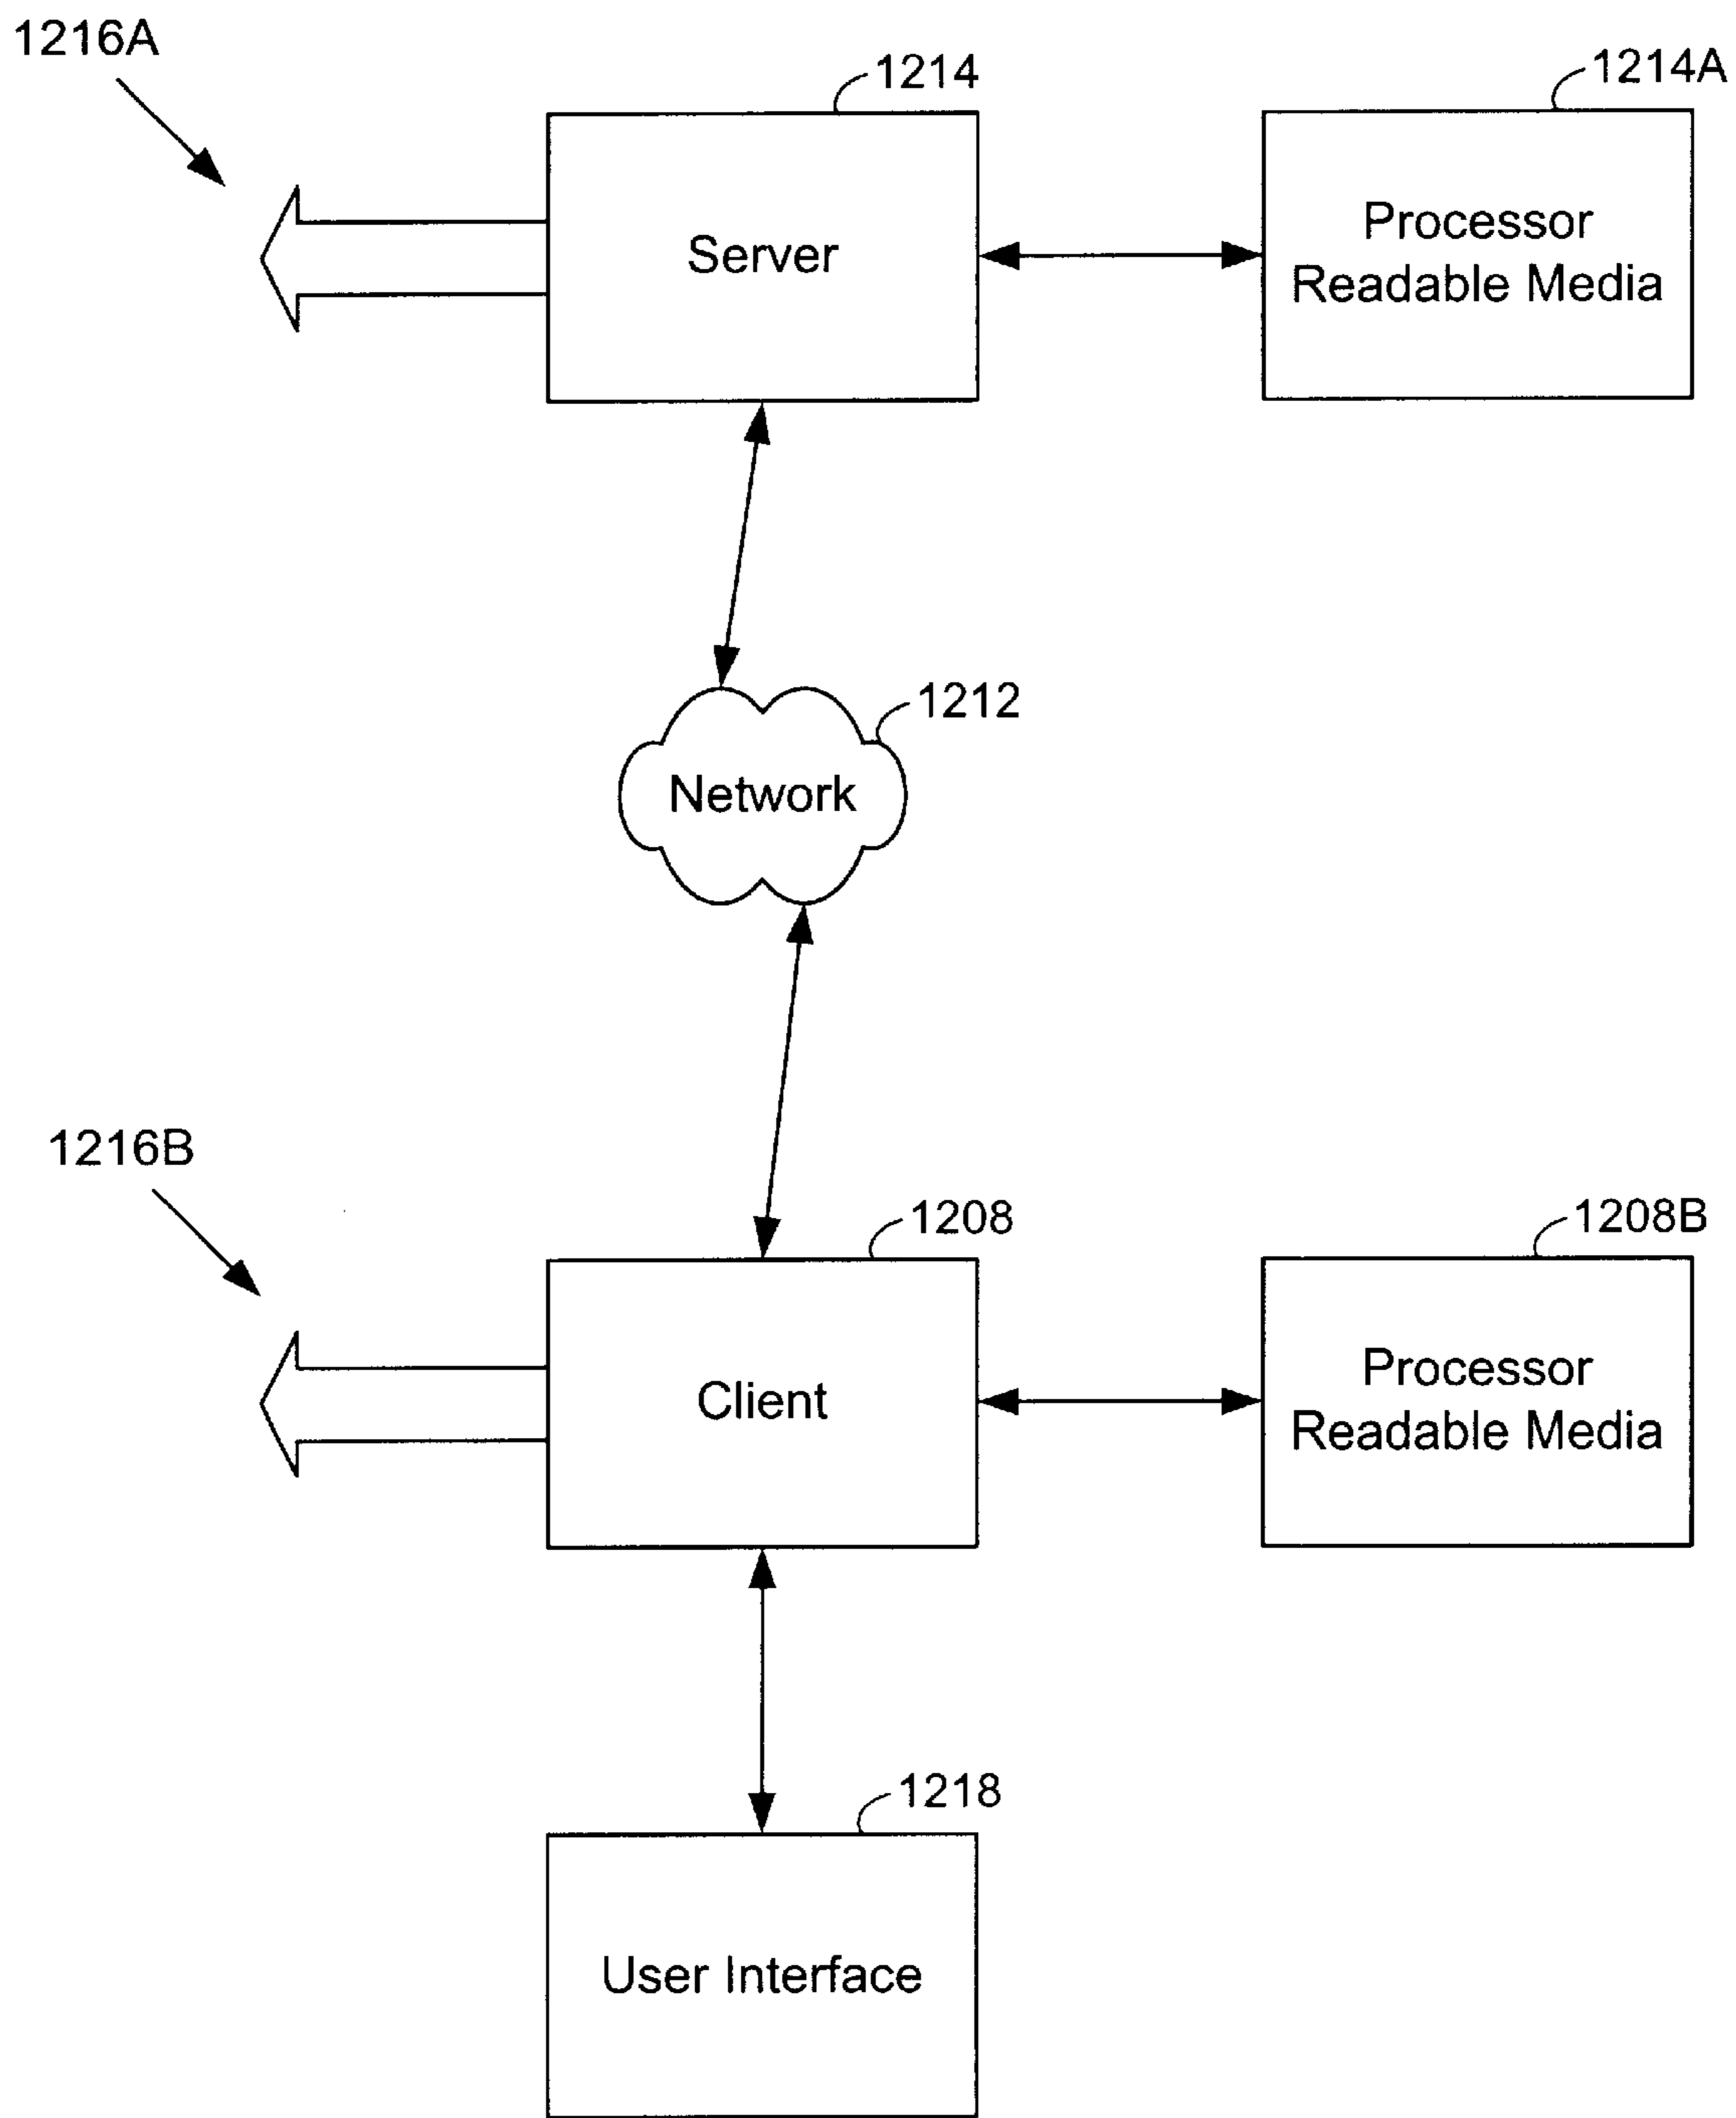 1216A
1214
1214A
Server
Processor
Readable Media
1212
Network
1216B
1208
1208B
Client
Processor
Readable Media
1218
User Interface